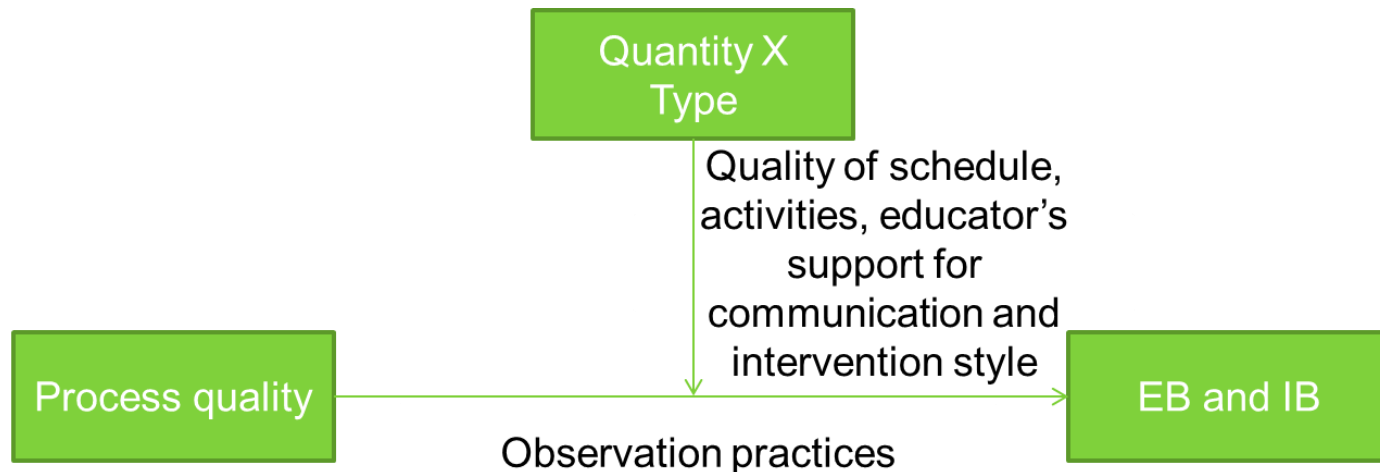 Quantity X
Type
Quality of schedule,
activities, educator’s
support for
communication and
intervention style
Process quality
EB and IB
Observation practices